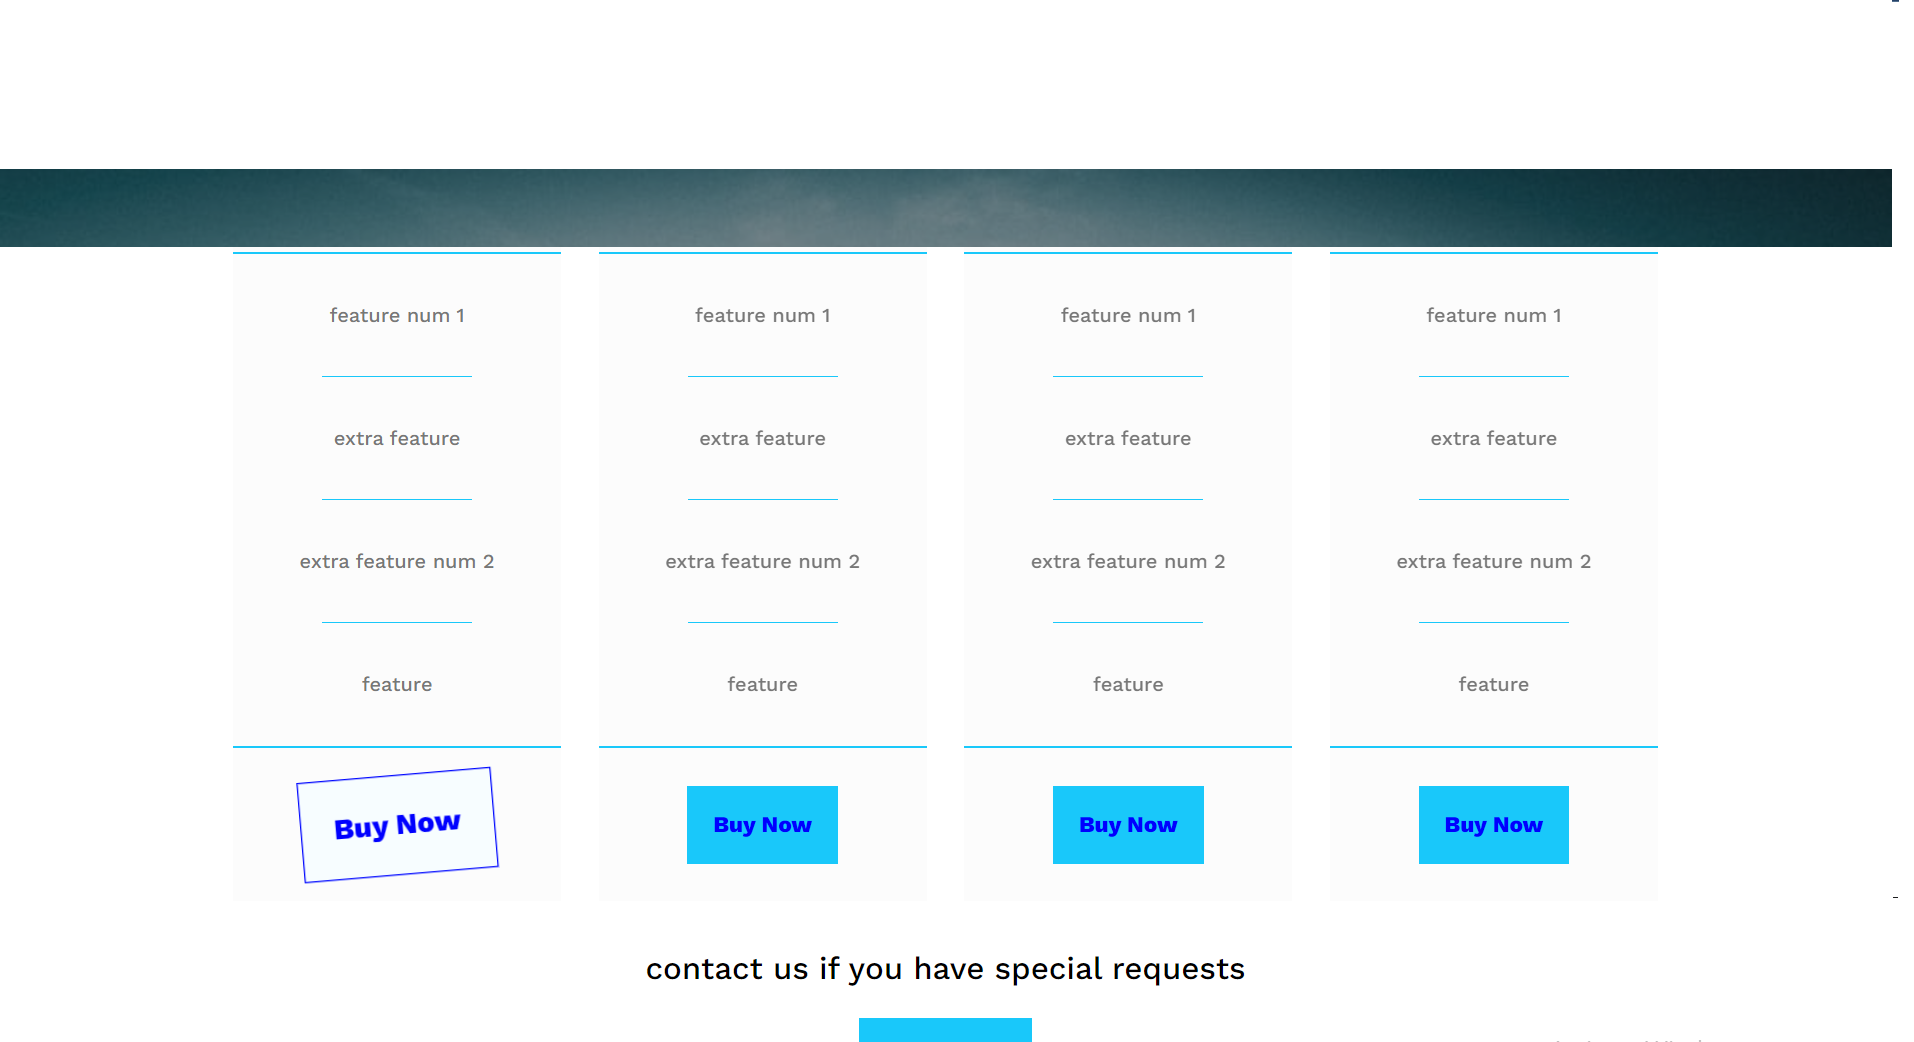 feature num 1 feature num 1 feature num 1 feature num 1
extra feature extra feature extra feature extra feature
extra feature num 2 extra feature num 2 extra feature num 2 extra feature num 2
feature feature feature feature
Buy Now Buy Now Buy Now Buy Now
contact us if you have special requests